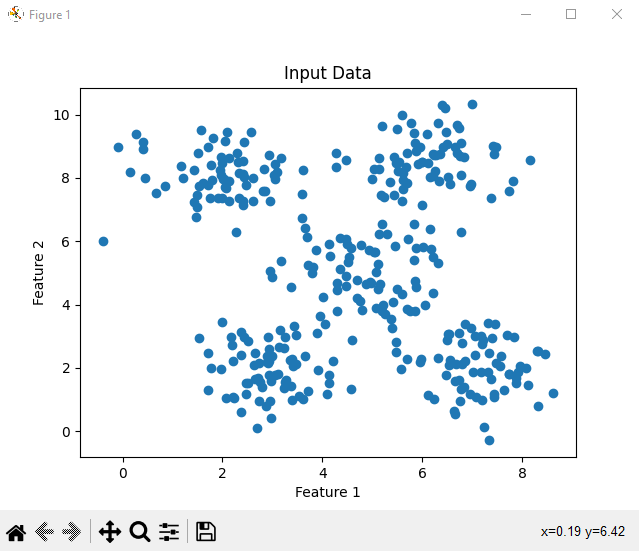 Figure 1
Input Data
10
8
6
4
2
0
Feature 2
0 2 4 6 8
Feature 1
x=0.19 y=6.42